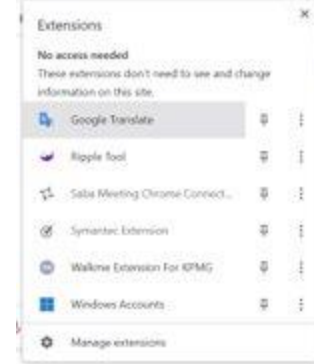 Extensions
No access needed
These extensions don't need to see and change
information on this site.
Google Translate
Ripple Tool
Saba Meeting Chrome Connect...
Symantec Extension
Walkme Extension For KPMG
Windows Accounts
Manage extensions